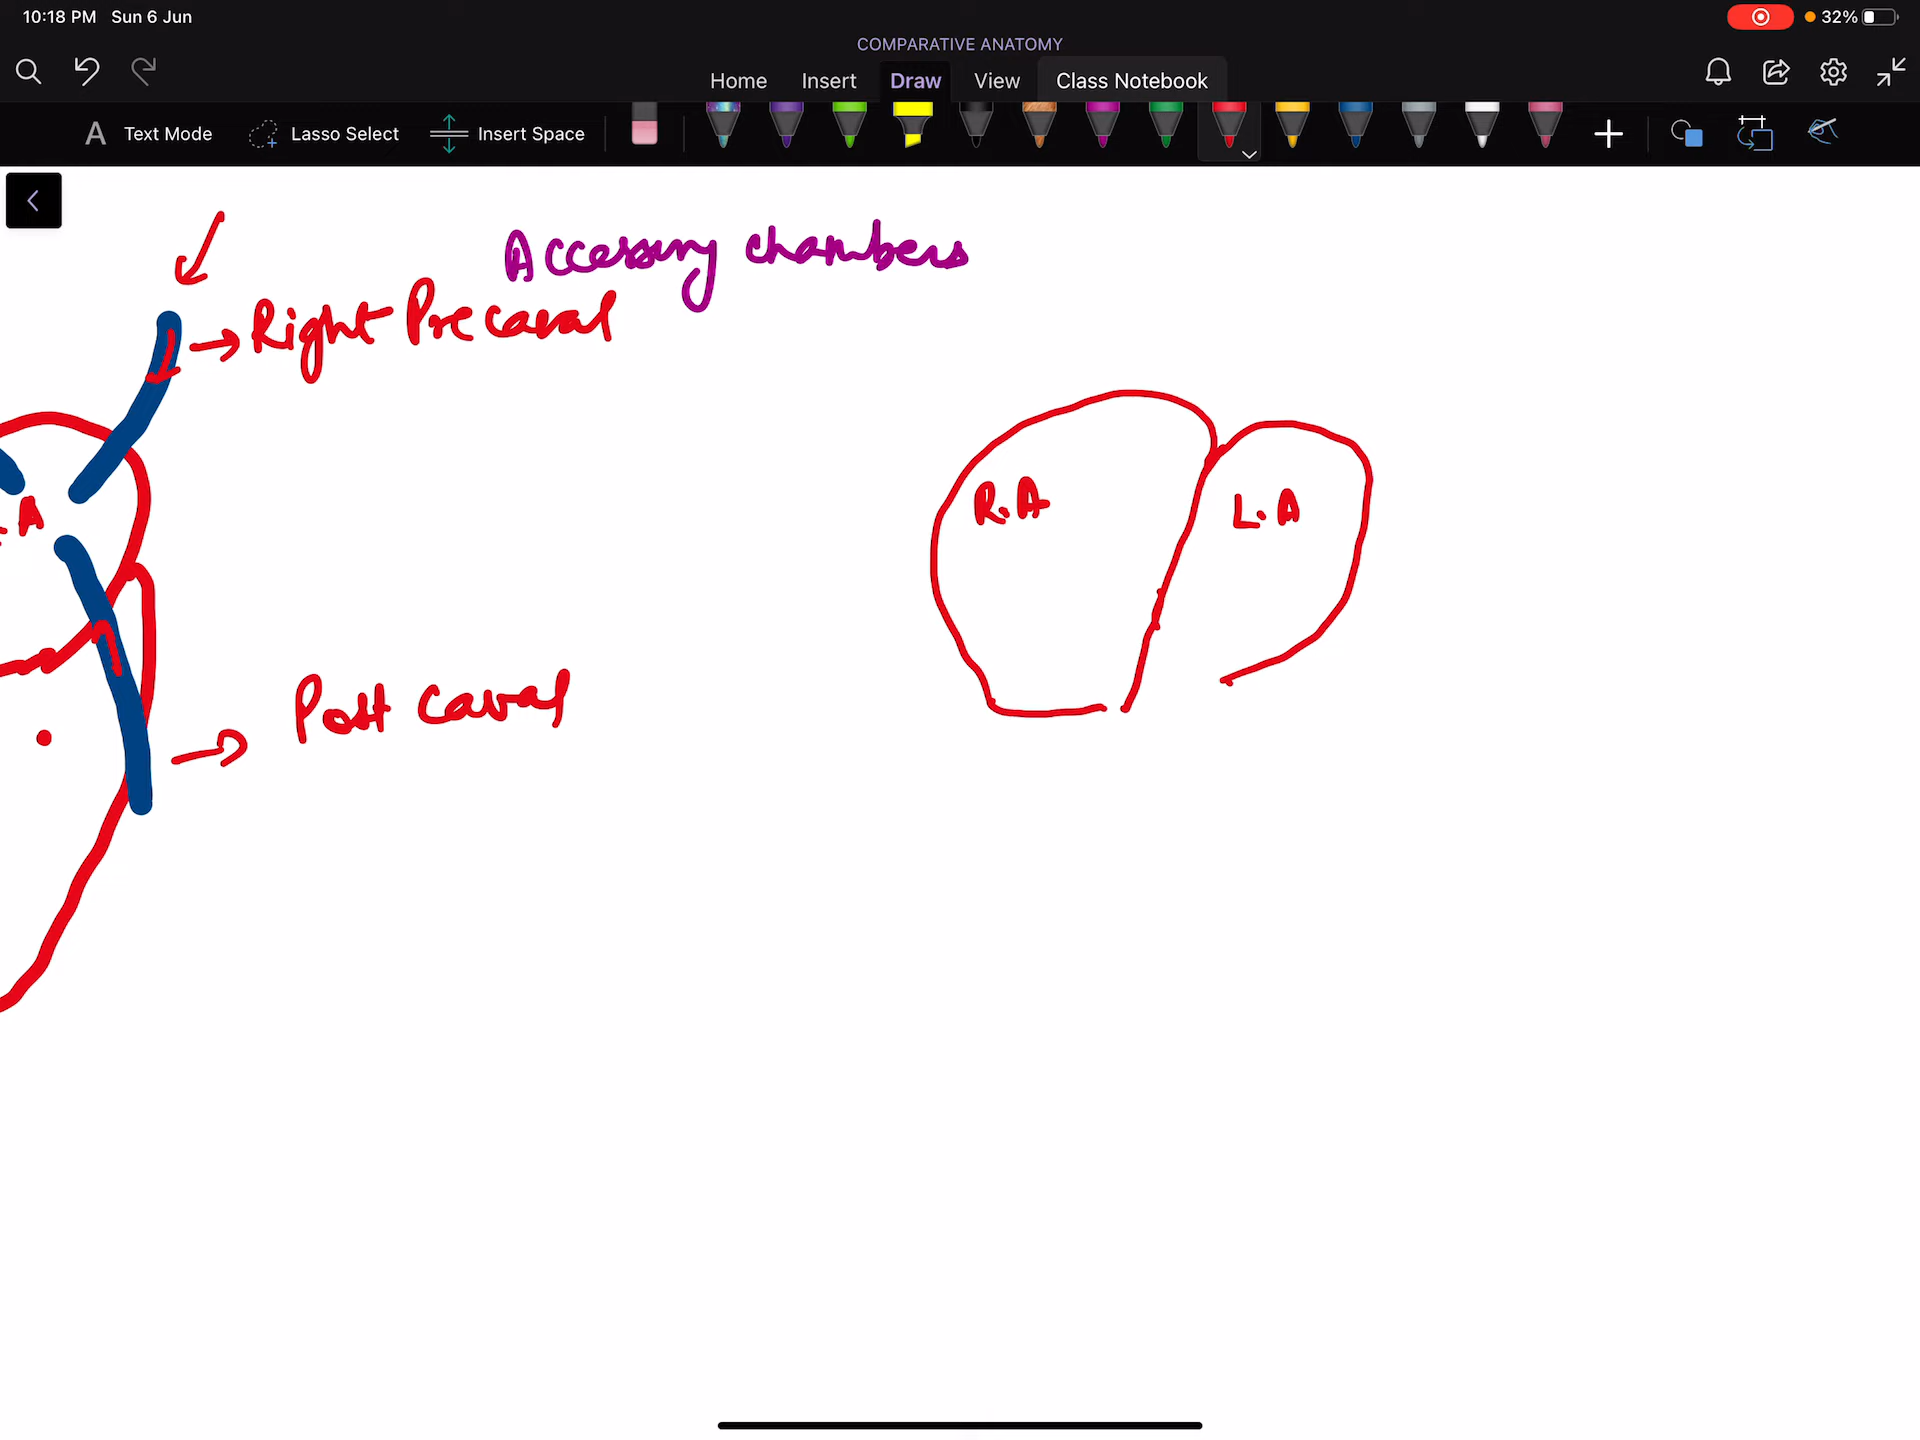 10:18 PM Sun 6 Jun
32%
COMPARATIVE ANATOMY
Home Insert Draw View Class Notebook
A Text Mode Lasso Select Insert Space
Accessory chambers
Right Precaval
R.A
L.A
.A
Post Caval